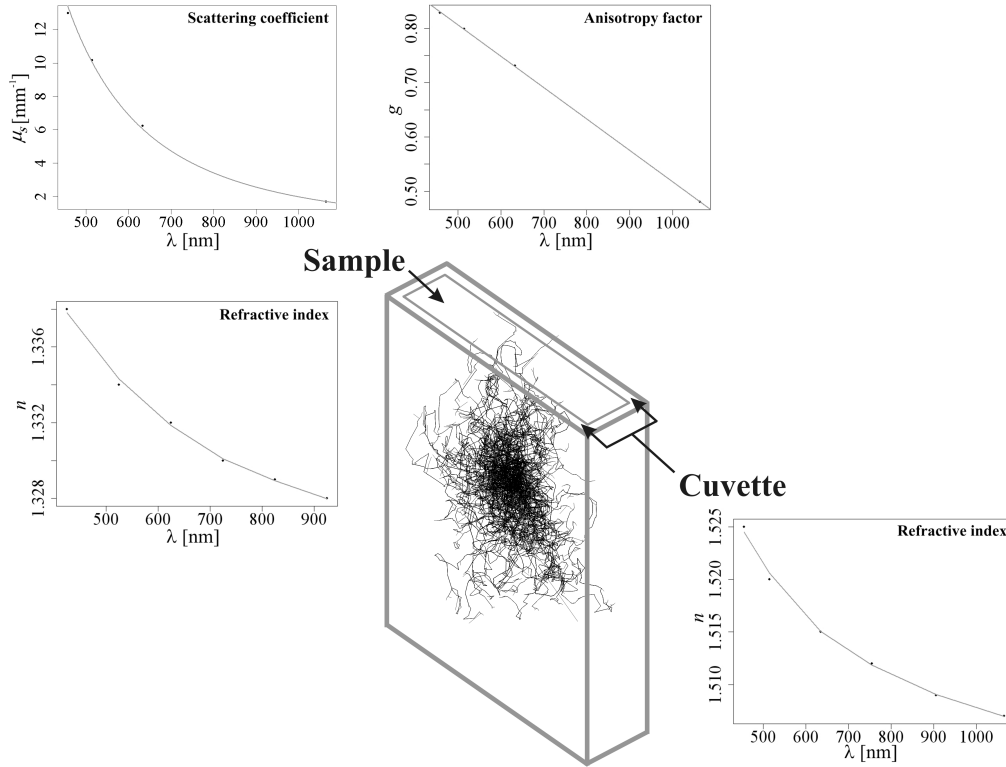 Scattering coefficient
μs [mm-1]
12
10
8
6
4
2
500 600 700 800 900 1000
λ [nm]
Anisotropy factor
g
0.80
0.70
0.60
0.50
500 600 700 800 900 1000
λ [nm]
Sample
Refractive index
n
1.336
1.332
1.328
500 600 700 800 900
λ [nm]
Cuvette
Refractive index
n
1.525
1.520
1.515
1.510
500 600 700 800 900 1000
λ [nm]